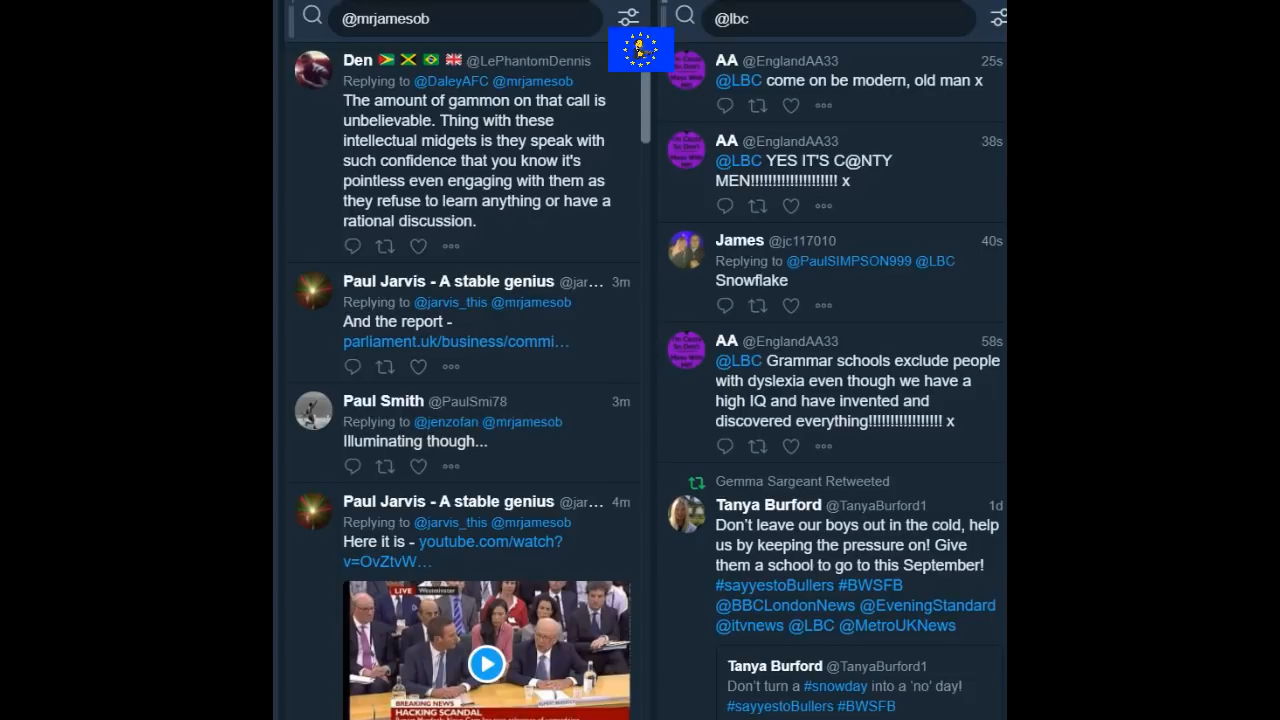 @mrjamesob
Den @LePhantomDennis
Replying to @DaleyAFC @mrjamesob
The amount of gammon on that call is
unbelievable. Thing with these
intellectual midgets is they speak with
such confidence that you know it's
pointless even engaging with them as
they refuse to learn anything or have a
rational discussion.
Paul Jarvis - A stable genius @jar... 3m
Replying to @jarvis_this @mrjamesob
And the report -
parliament.uk/business/commi...
Paul Smith @PaulSmi78 3m
Replying to @jenzofan @mrjamesob
Illuminating though...
Paul Jarvis - A stable genius @jar... 4m
Replying to @jarvis_this @mrjamesob
Here it is - youtube.com/watch?
v=OvZtvW...
LIVE Westminster
BREAKING NEWS
HACKING SCANDAL
@lbc
AA @EnglandAA33 25s
@LBC come on be modern, old man x
AA @EnglandAA33 38s
@LBC YES IT'S C@NTY
MEN!!!!!!!!!!!!!!!!!!!! x
James @jc117010 40s
Replying to @PaulSIMPSON999 @LBC
Snowflake
AA @EnglandAA33 58s
@LBC Grammar schools exclude people
with dyslexia even though we have a
high IQ and have invented and
discovered everything!!!!!!!!!!!!!!!!! x
Gemma Sargeant Retweeted
Tanya Burford @TanyaBurford1 1d
Don't leave our boys out in the cold, help
us by keeping the pressure on! Give
them a school to go to this September!
#sayyestoBullers #BWSFB
@BBCLondonNews @EveningStandard
@itvnews @LBC @MetroUKNews
Tanya Burford @TanyaBurford1
Don't turn a #snowday into a 'no' day!
#sayyestoBullers #BWSFB